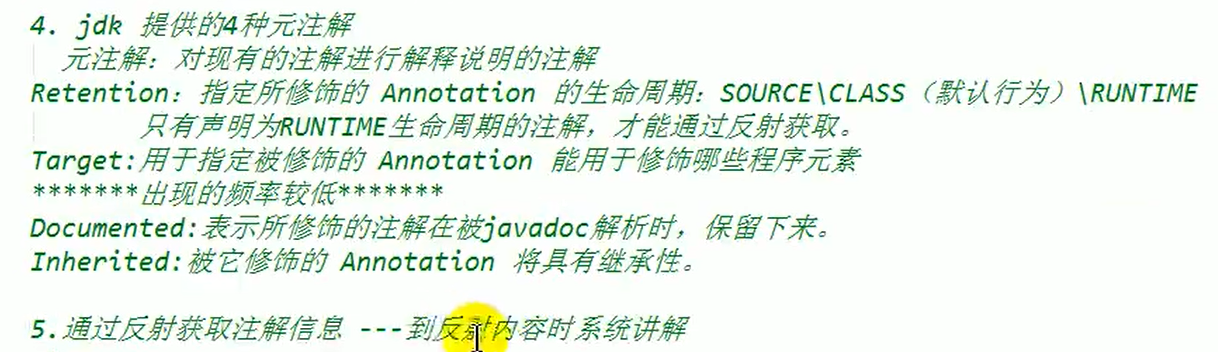 4. jdk 提供的4种元注解
元注解：对现有的注解进行解释说明的注解
Retention：指定所修饰的 Annotation 的生命周期：SOURCE\CLASS（默认行为）\RUNTIME
只有声明为RUNTIME生命周期的注解，才能通过反射获取。
Target:用于指定被修饰的 Annotation 能用于修饰哪些程序元素
*******出现的频率较低*******
Documented:表示所修饰的注解在被javadoc解析时，保留下来。
Inherited:被它修饰的 Annotation 将具有继承性。
5.通过反射获取注解信息 ---到反射内容时系统讲解